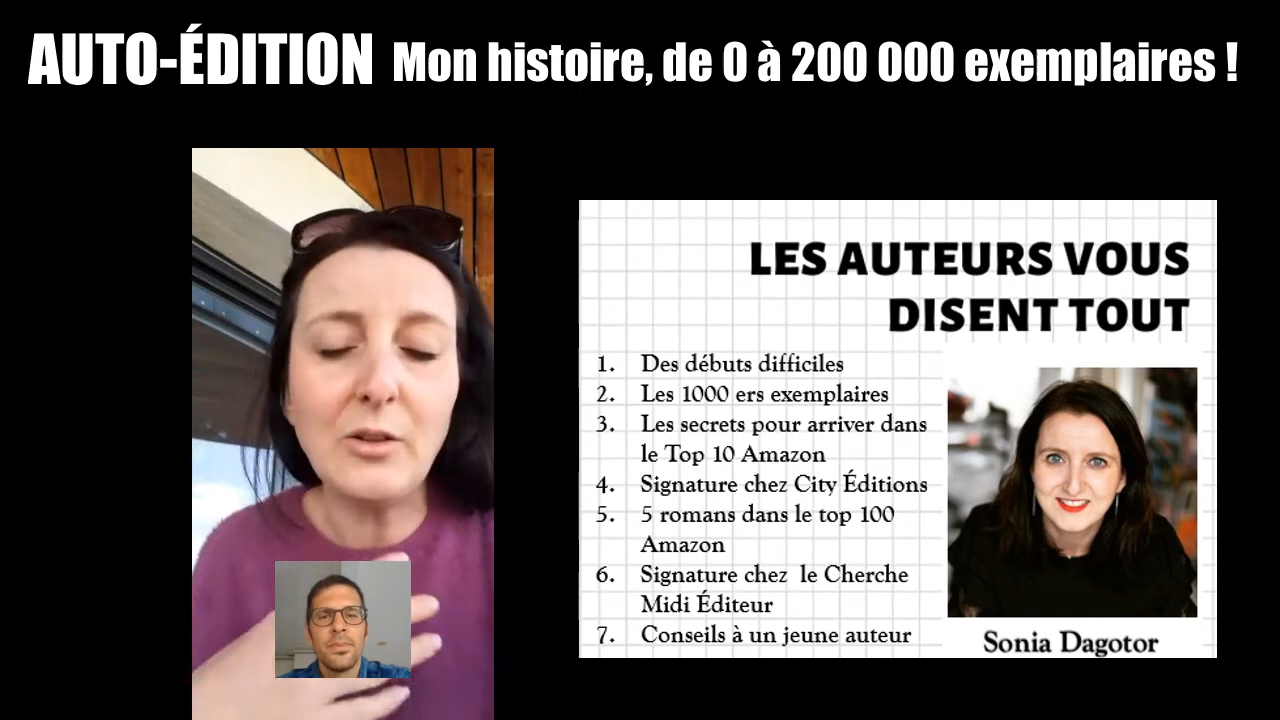 AUTO-ÉDITION Mon histoire, de 0 à 200 000 exemplaires !
LES AUTEURS VOUS
DISENT TOUT
1. Des débuts difficiles
2. Les 1000 ers exemplaires
3. Les secrets pour arriver dans
le Top 10 Amazon
4. Signature chez City Éditions
5. 5 romans dans le top 100
Amazon
6. Signature chez le Cherche
Midi Éditeur
7. Conseils à un jeune auteur
Sonia Dagotor